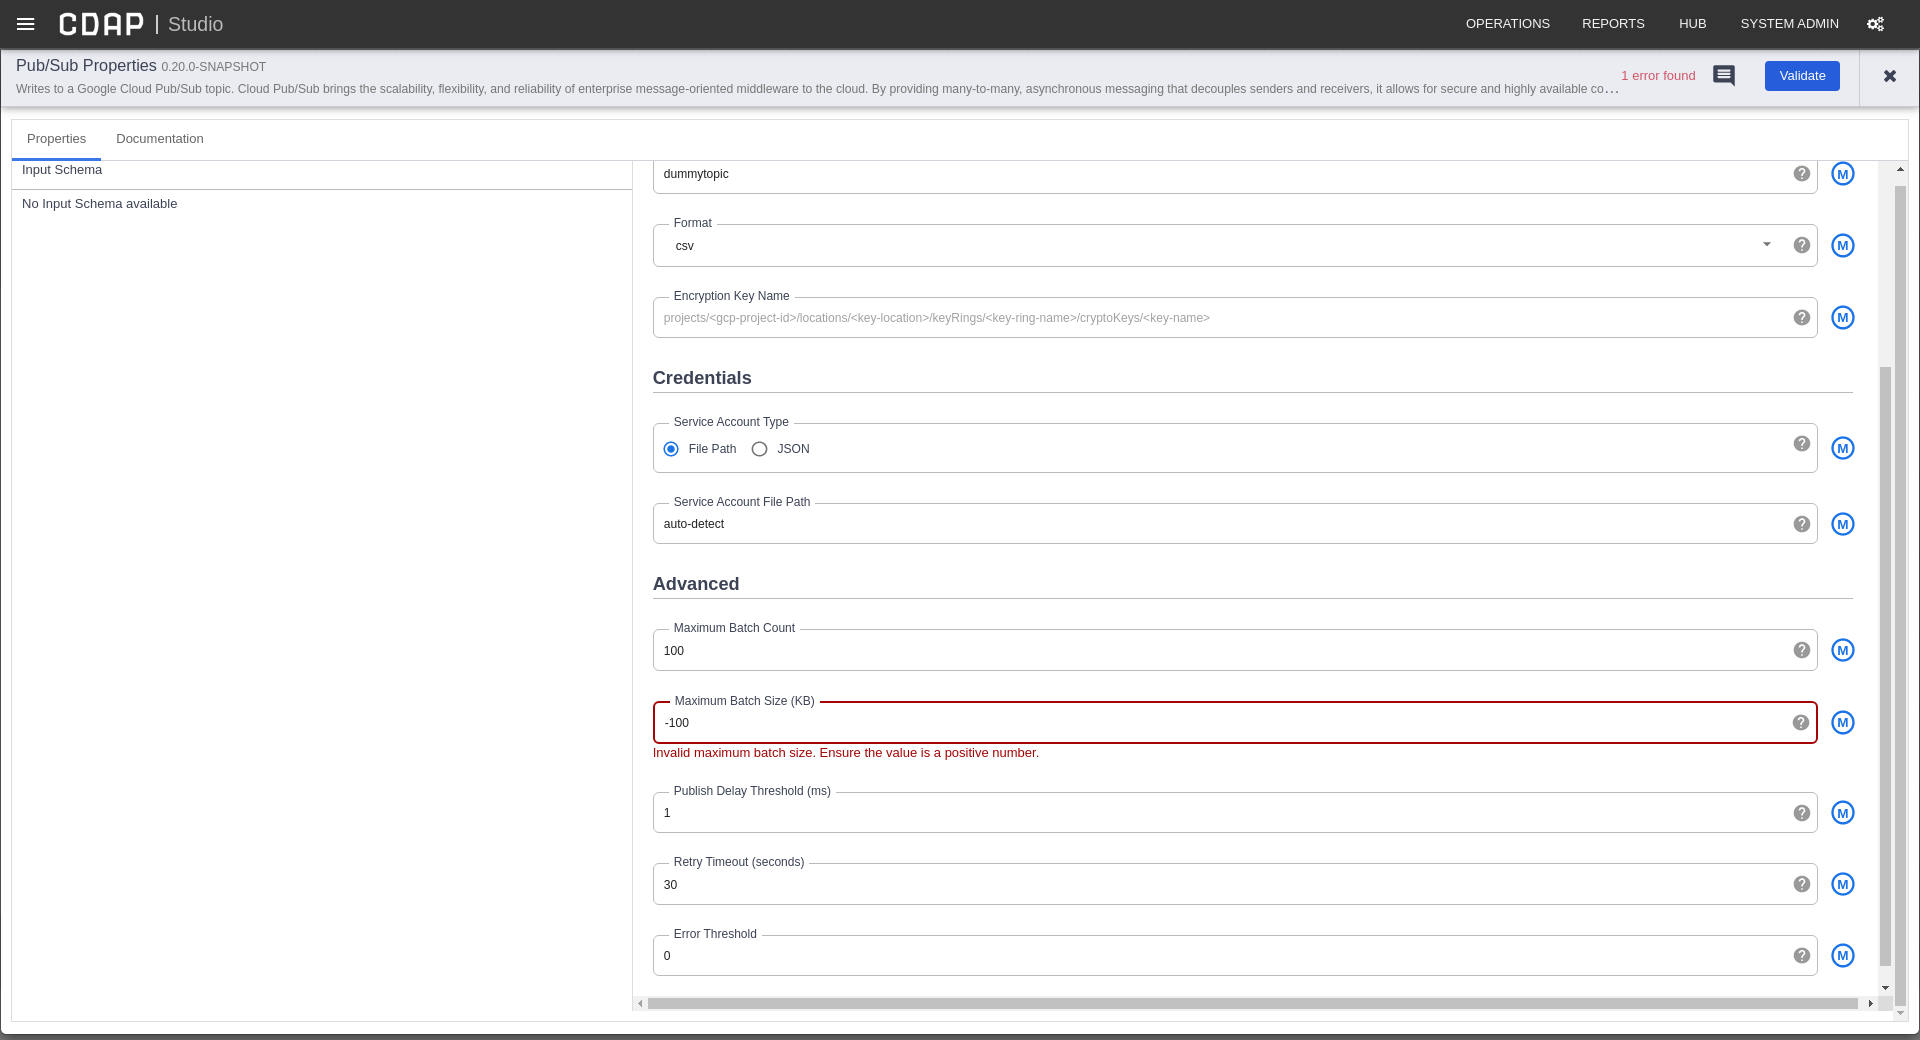 CDAP | Studio
OPERATIONS REPORTS HUB SYSTEM ADMIN
Pub/Sub Properties 0.20.0-SNAPSHOT
Writes to a Google Cloud Pub/Sub topic. Cloud Pub/Sub brings the scalability, flexibility, and reliability of enterprise message-oriented middleware to the cloud. By providing many-to-many, asynchronous messaging that decouples senders and receivers, it allows for secure and highly available co...
1 error found
Validate
Properties Documentation
Input Schema
No Input Schema available
dummytopic
M
Format
csv
M
Encryption Key Name
projects/<gcp-project-id>/locations/<key-location>/keyRings/<key-ring-name>/cryptoKeys/<key-name>
M
Credentials
Service Account Type
File Path JSON
M
Service Account File Path
auto-detect
M
Advanced
Maximum Batch Count
100
M
Maximum Batch Size (KB)
-100
M
Invalid maximum batch size. Ensure the value is a positive number.
Publish Delay Threshold (ms)
1
M
Retry Timeout (seconds)
30
M
Error Threshold
0
M